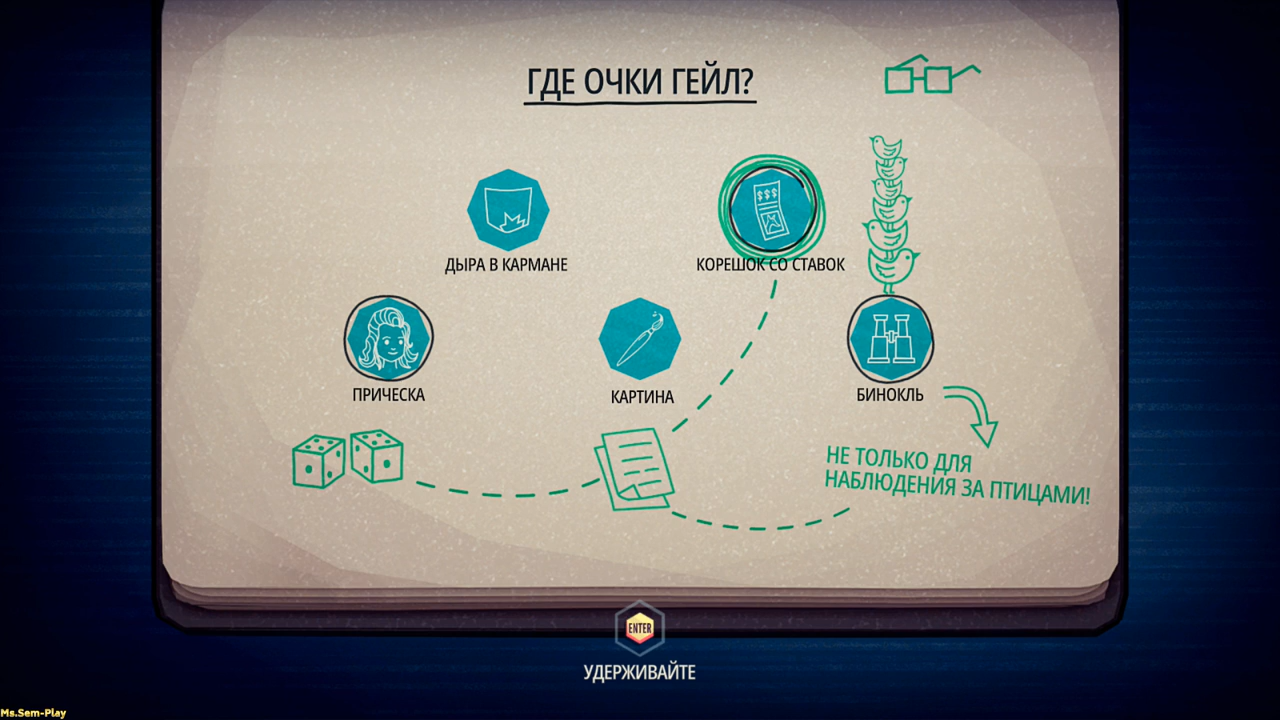 ГДЕ ОЧКИ ГЕЙЛ?
$$$
ДЫРА В КАРМАНЕ
КОРЕШОК СО СТАВОК
ПРИЧЕСКА
КАРТИНА
БИНОКЛЬ
НЕ ТОЛЬКО ДЛЯ
НАБЛЮДЕНИЯ ЗА ПТИЦАМИ!
ENTER
УДЕРЖИВАЙТЕ
Ms.Sem-Play